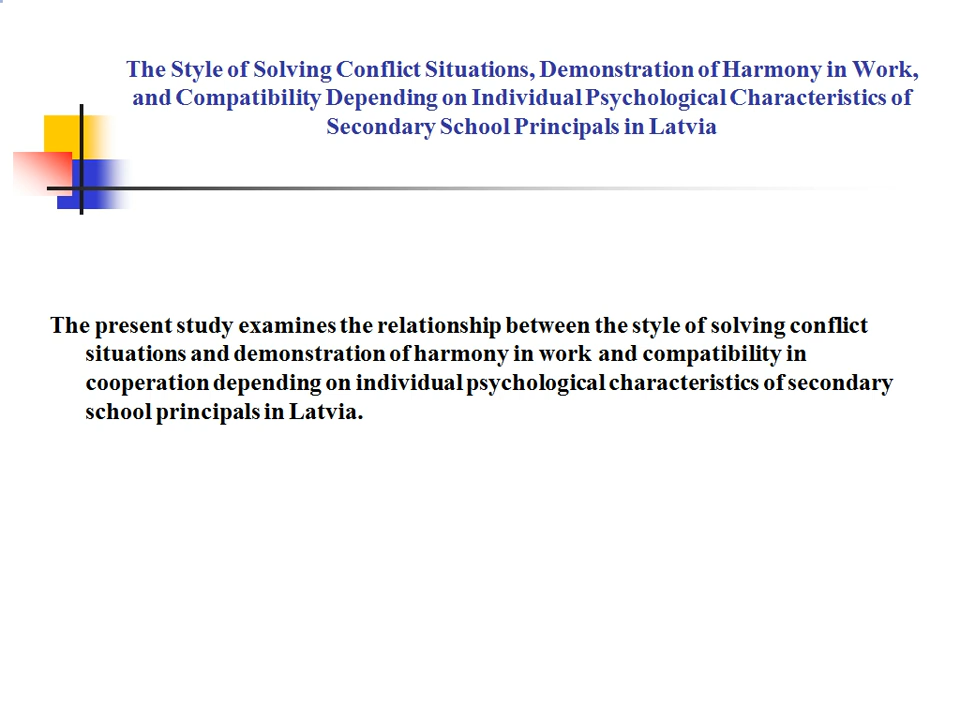 The Style of Solving Conflict Situations, Demonstration of Harmony in Work,
and Compatibility Depending on Individual Psychological Characteristics of
Secondary School Principals in Latvia
The present study examines the relationship between the style of solving conflict
situations and demonstration of harmony in work and compatibility in
cooperation depending on individual psychological characteristics of secondary
school principals in Latvia.